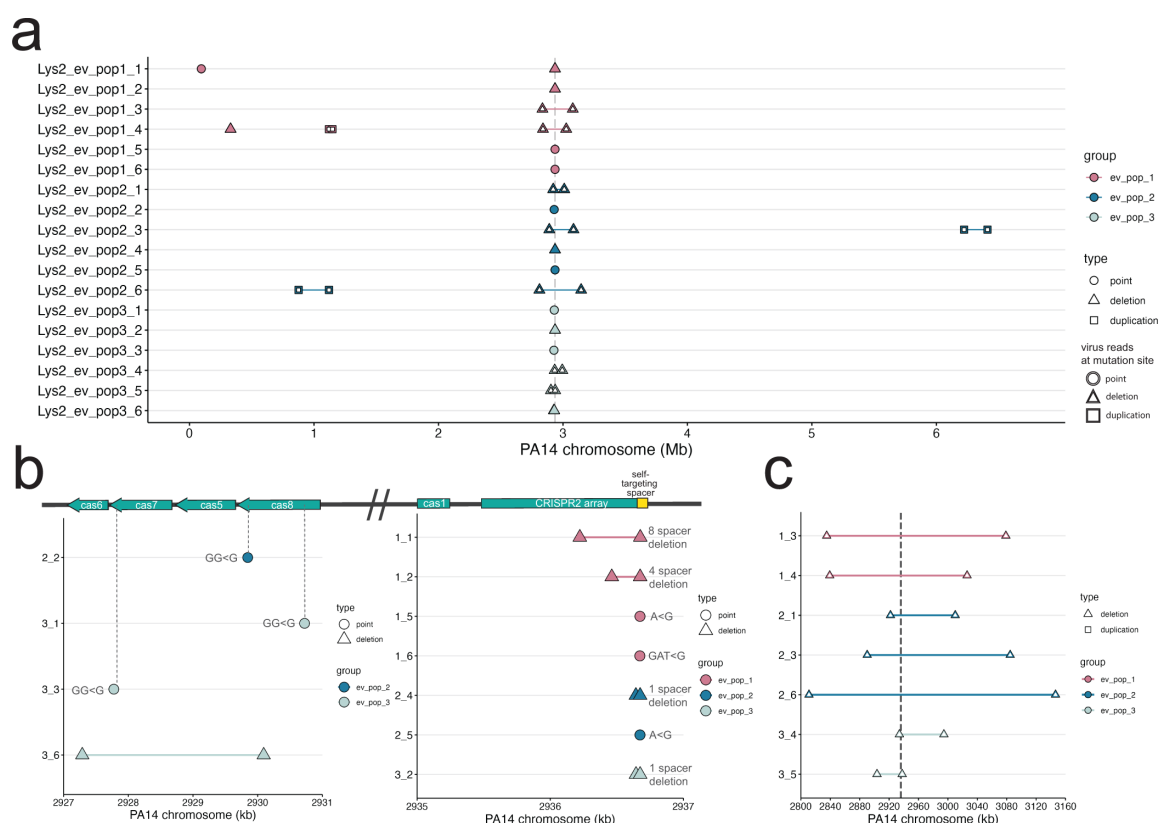 a
Lys2_ev_pop1_1
Lys2_ev_pop1_2
Lys2_ev_pop1_3
Lys2_ev_pop1_4
Lys2_ev_pop1_5
Lys2_ev_pop1_6
Lys2_ev_pop2_1
Lys2_ev_pop2_2
Lys2_ev_pop2_3
Lys2_ev_pop2_4
Lys2_ev_pop2_5
Lys2_ev_pop2_6
Lys2_ev_pop3_1
Lys2_ev_pop3_2
Lys2_ev_pop3_3
Lys2_ev_pop3_4
Lys2_ev_pop3_5
Lys2_ev_pop3_6
0 1 2 3 4 5 6
PA14 chromosome (Mb)
group
ev_pop_1
ev_pop_2
ev_pop_3
type
point
deletion
duplication
virus reads
at mutation site
point
deletion
duplication
b
cas6 cas7 cas5 cas8
2_2
3_1
3_3
3_6
GG<G
GG<G
GG<G
2927 2928 2929 2930 2931
PA14 chromosome (kb)
type
point
deletion
group
ev_pop_2
ev_pop_3
self-
targeting
spacer
cas1 CRISPR2 array
1_1
1_2
1_5
1_6
2_4
2_5
3_2
8 spacer
deletion
4 spacer
deletion
A<G
GAT<G
1 spacer
deletion
A<G
1 spacer
deletion
2935 2936 2937
PA14 chromosome (kb)
type
point
deletion
group
ev_pop_1
ev_pop_2
ev_pop_3
c
1_3
1_4
2_1
2_3
2_6
3_4
3_5
2800 2840 2880 2920 2960 3000 3040 3080 3120 3160
PA14 chromosome (kb)
type
deletion
duplication
group
ev_pop_1
ev_pop_2
ev_pop_3